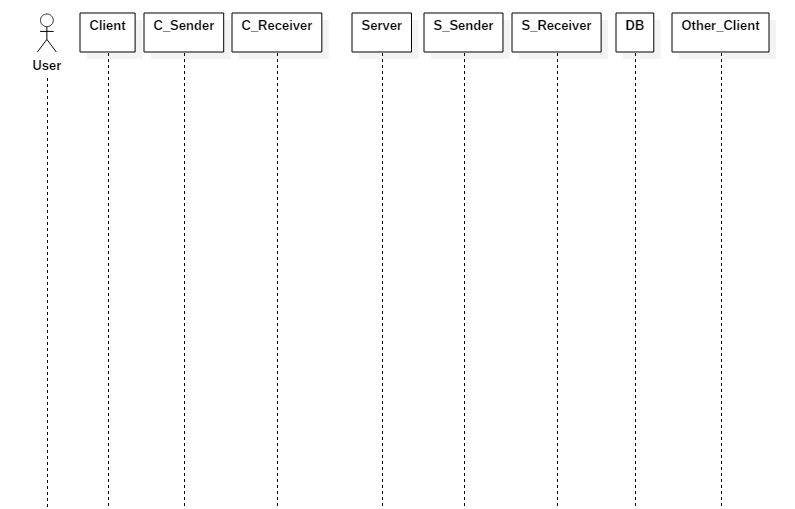 Client
C_Sender
C_Receiver
Server
S_Sender
S_Receiver
DB
Other_Client
User